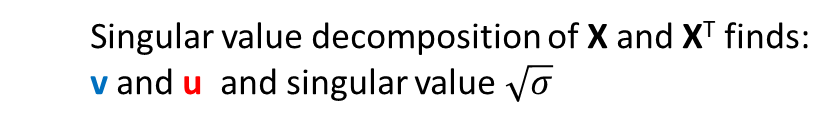 Singular value decomposition of X and Xᵀ finds:
v and u and singular value √σ